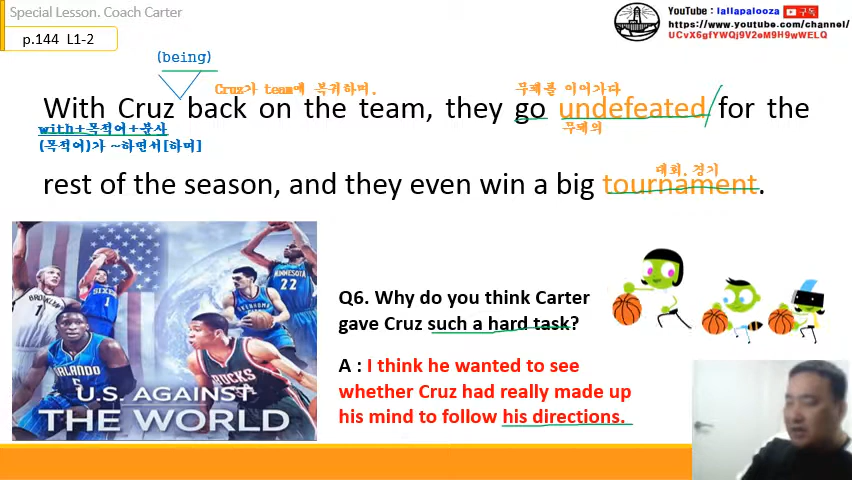 Special Lesson. Coach Carter
YouTube : lallapalooza 구독
https://www.youtube.com/channel/
UCvX6gfYWQj9V2eM9H9wWELQ
p.144 L1-2
(being)
Cruz가 team에 복귀하며,
무패를 이어가다
With Cruz back on the team, they go undefeated for the
with+목적어+분사
무패의
(목적어)가 ~하면서[하며]
대회, 경기
rest of the season, and they even win a big tournament.
BROOKLYN
1
SIXERS
1
MINNESOTA
22
ORLANDO
5
BUCKS
U.S. AGAINST
THE WORLD
Q6. Why do you think Carter
gave Cruz such a hard task?
A : I think he wanted to see
whether Cruz had really made up
his mind to follow his directions.